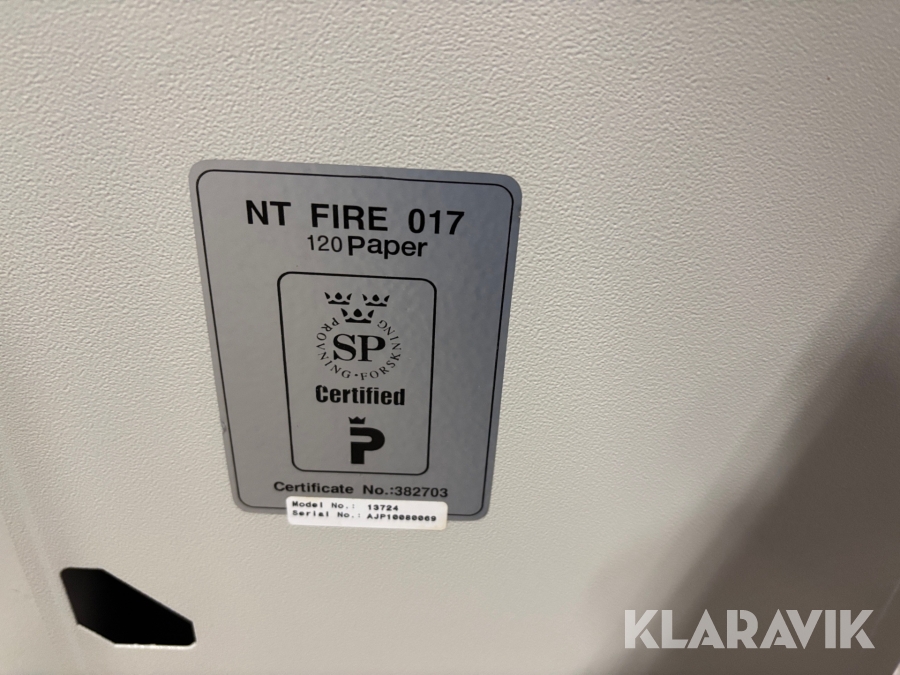 NT FIRE 017
120 Paper
PROVNING · FORSKNING
SP
Certified
P
Certificate No.:382703
Model No.: 13724
Serial No.: AJP10080069
KLARAVIK